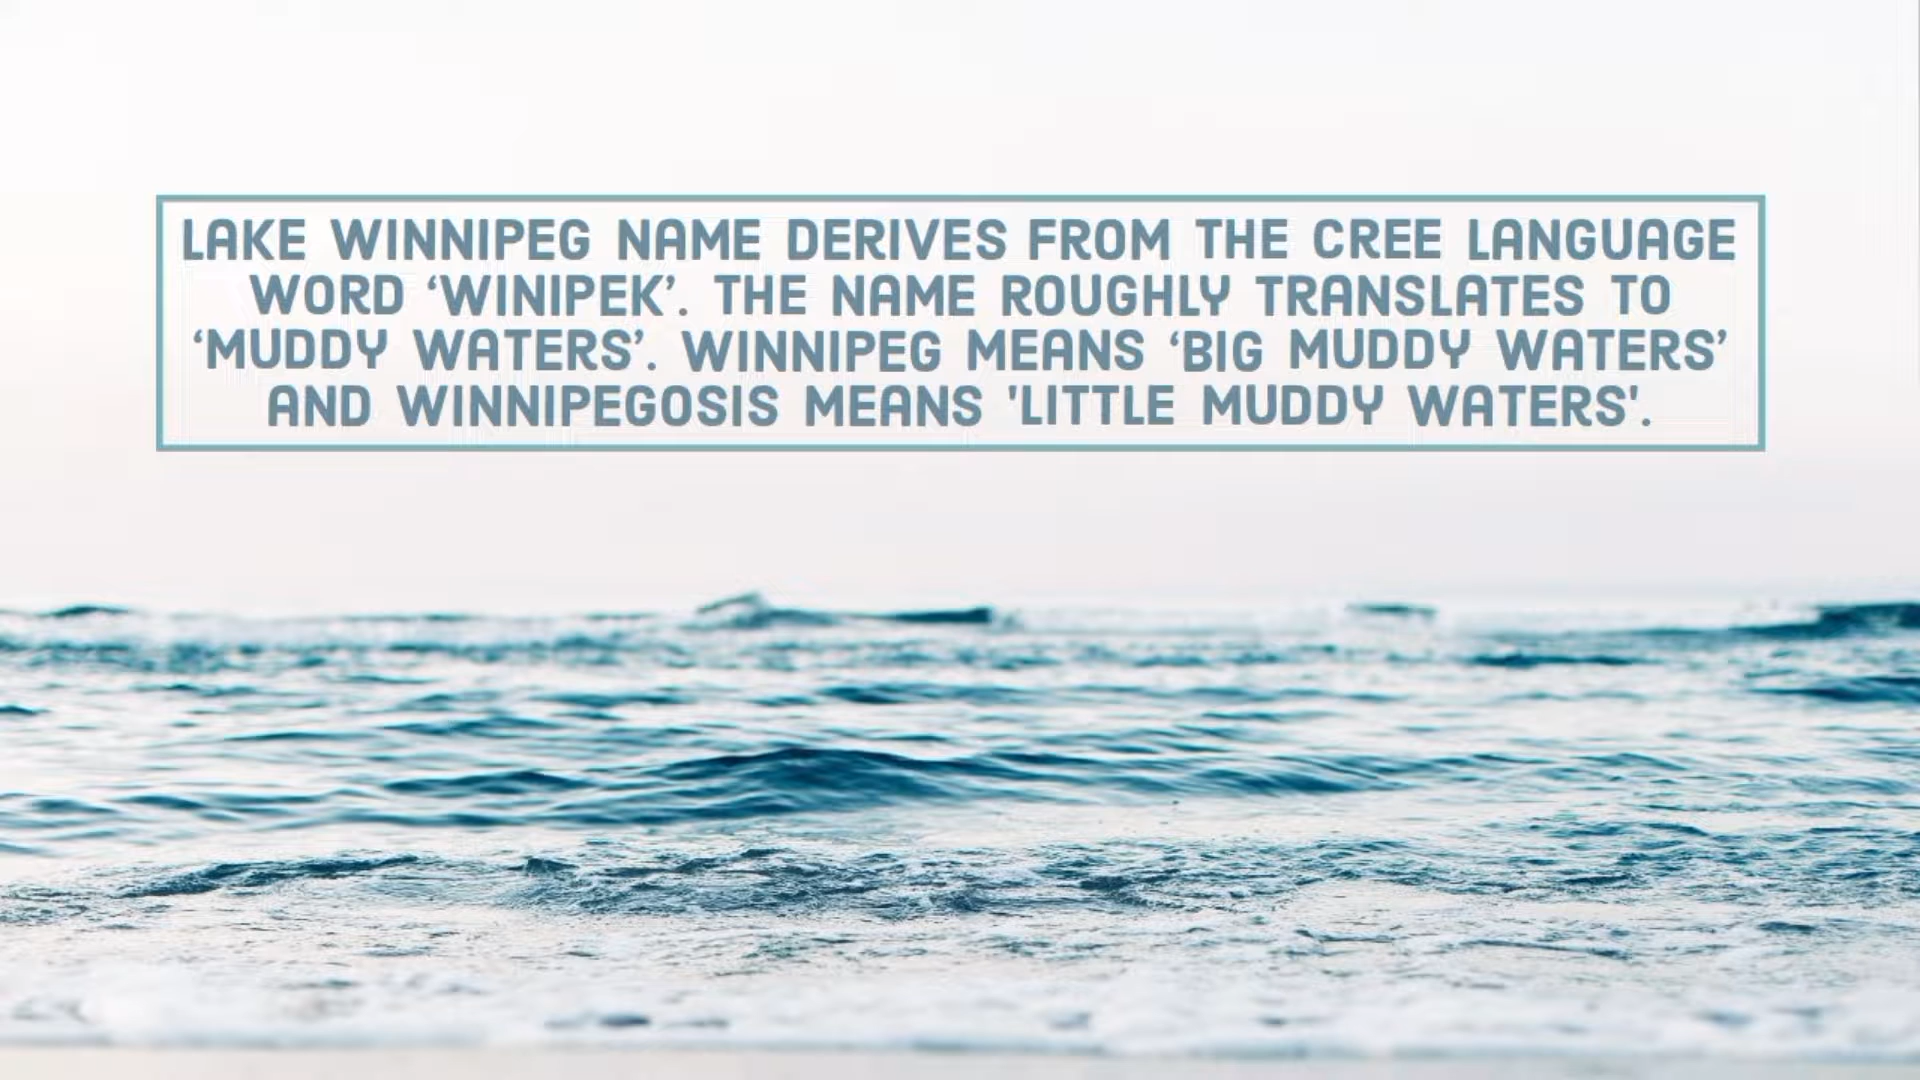 LAKE WINNIPEG NAME DERIVES FROM THE CREE LANGUAGE
WORD ‘WINIPEK’. THE NAME ROUGHLY TRANSLATES TO
‘MUDDY WATERS’. WINNIPEG MEANS ‘BIG MUDDY WATERS’
AND WINNIPEGOSIS MEANS 'LITTLE MUDDY WATERS'.